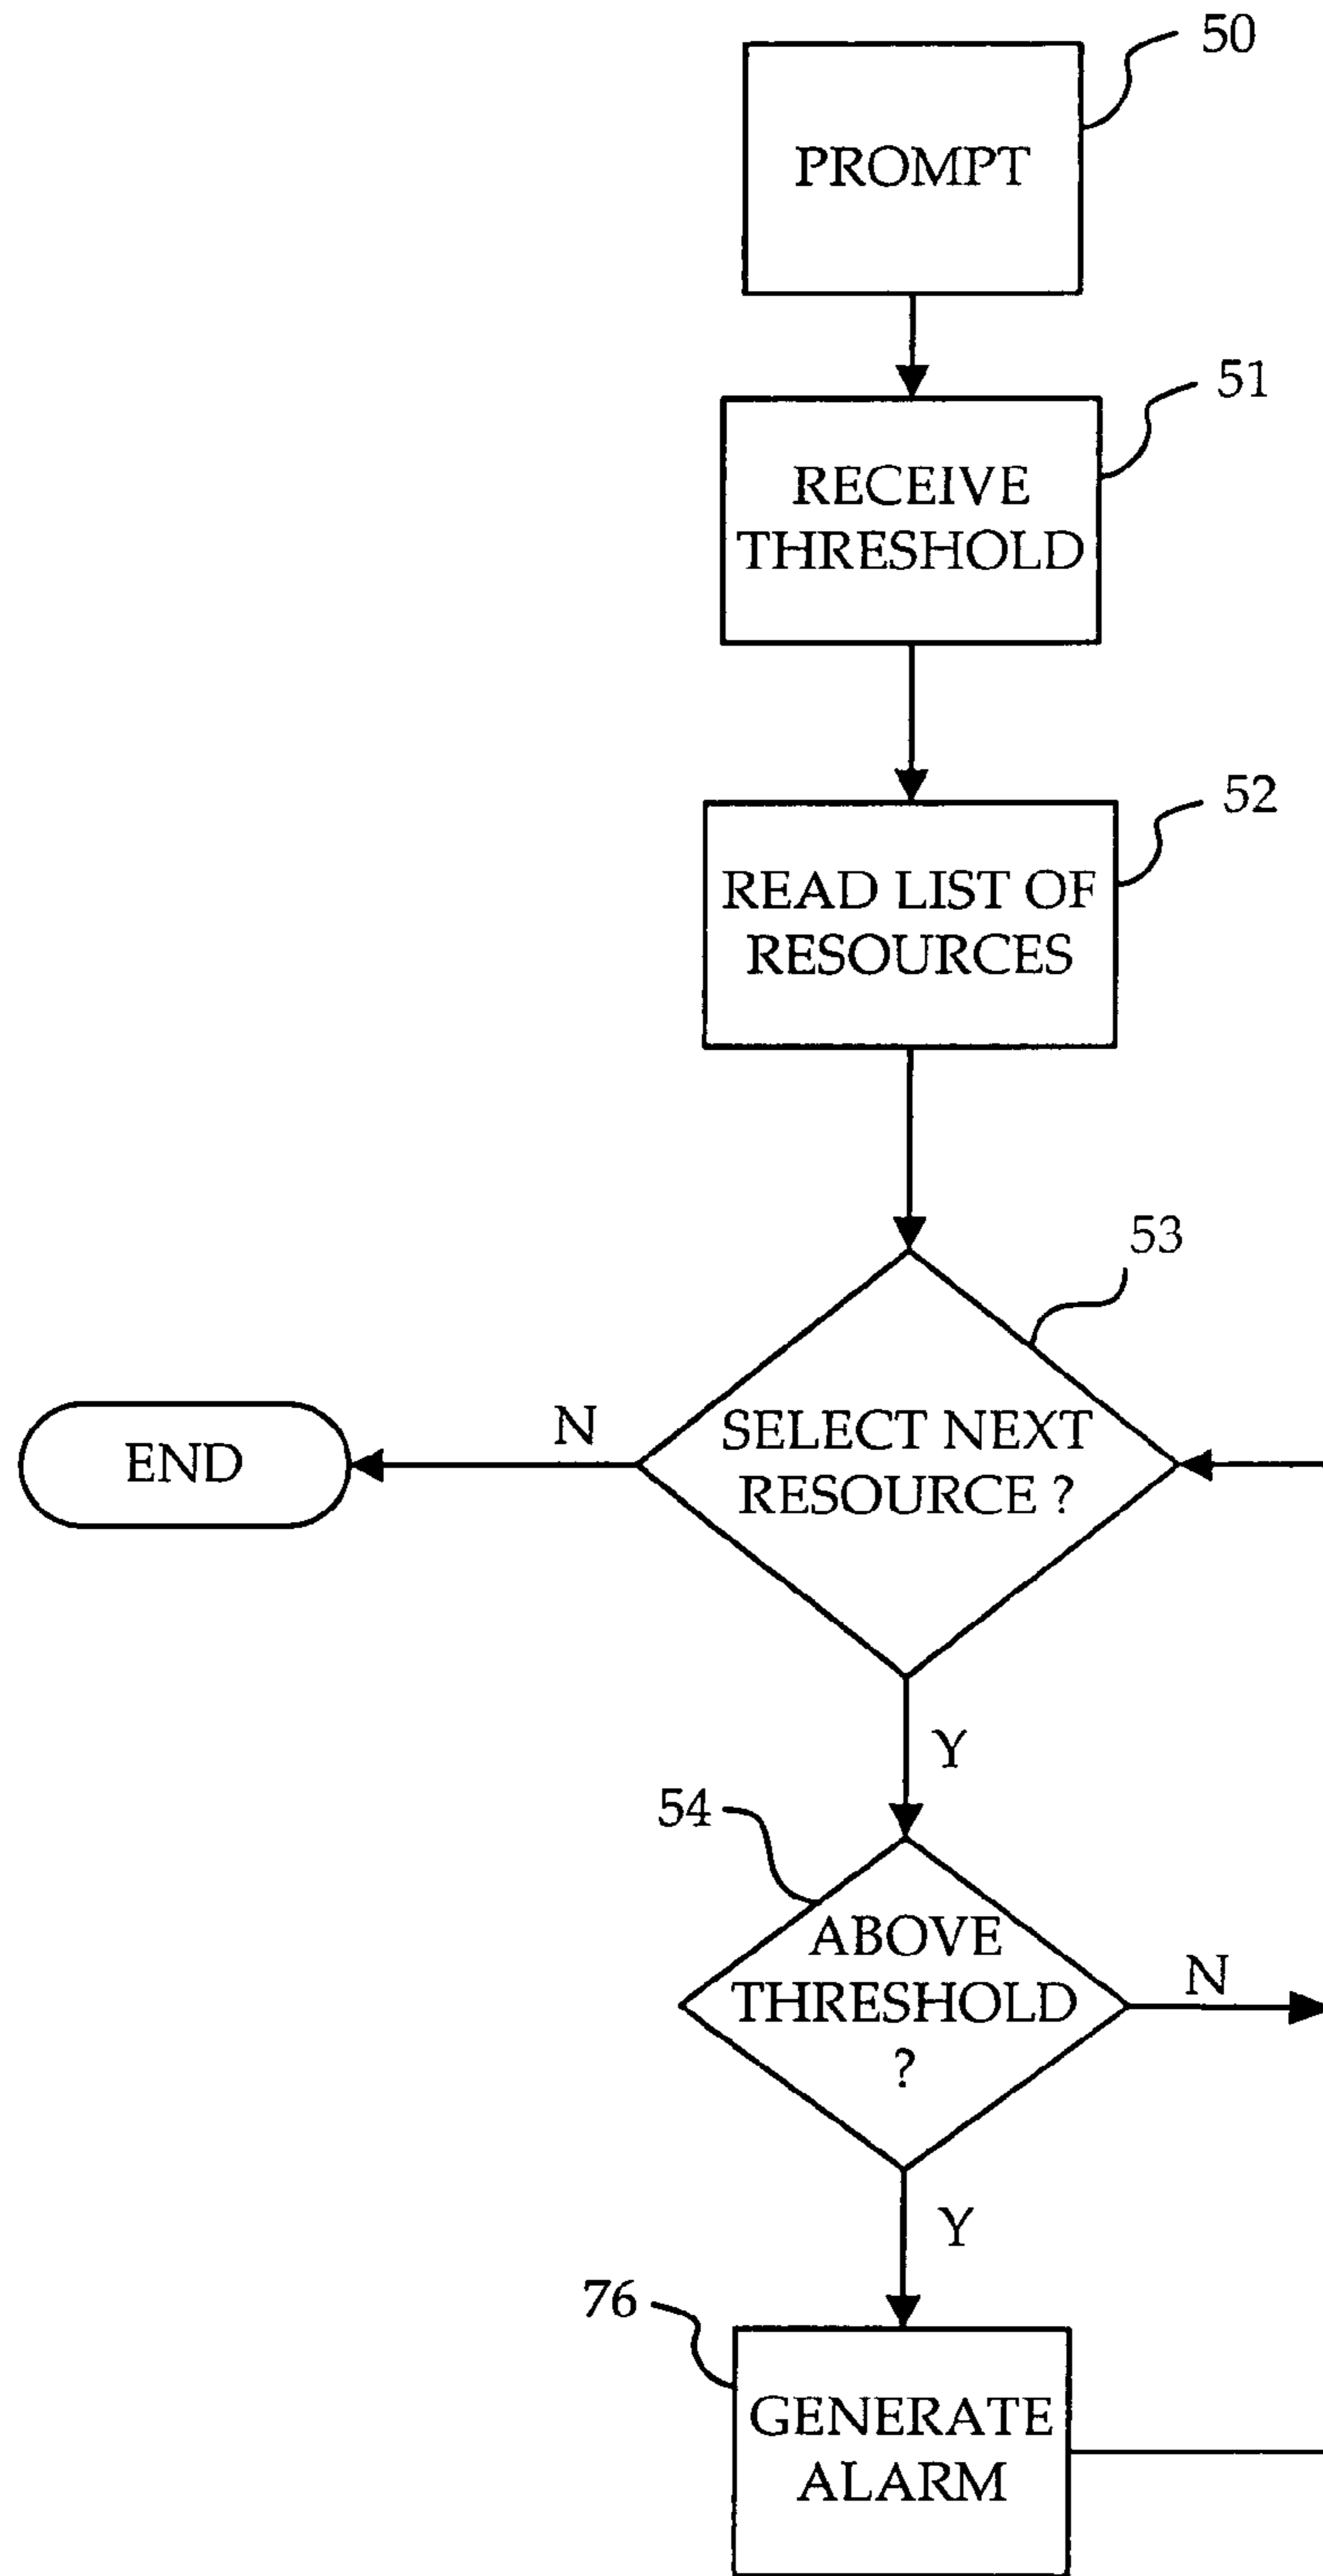 50
PROMPT
51
RECEIVE
THRESHOLD
52
READ LIST OF
RESOURCES
53
SELECT NEXT
RESOURCE ?
N
END
Y
54
ABOVE
THRESHOLD
?
N
Y
76
GENERATE
ALARM